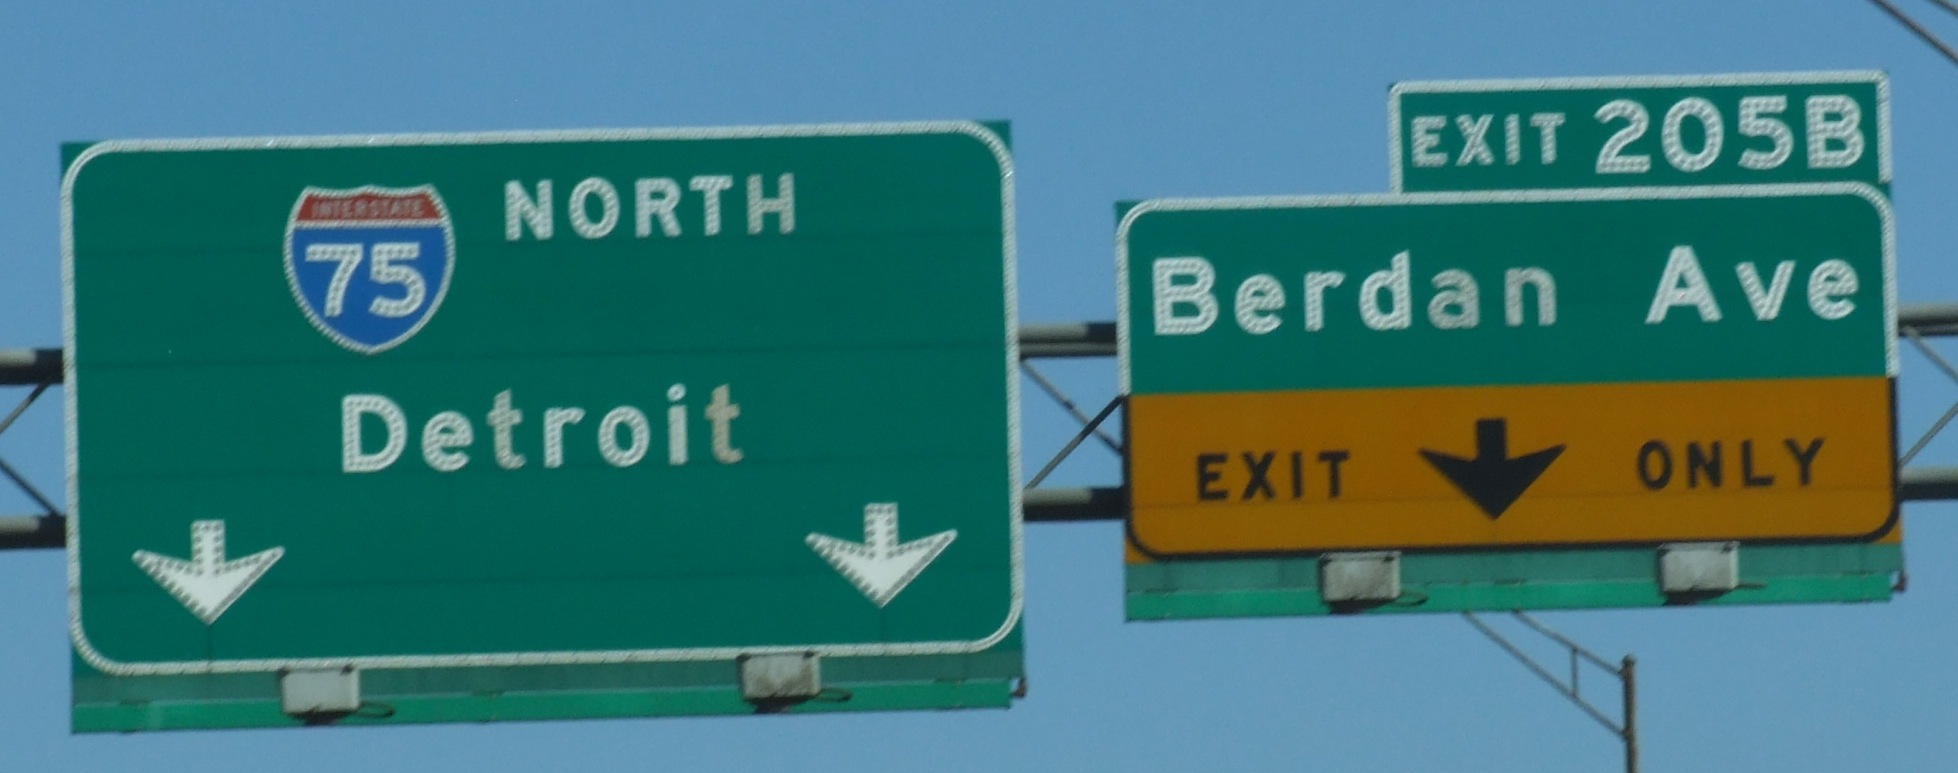 INTERSTATE
75
NORTH
Detroit
EXIT 205B
Berdan Ave
EXIT ONLY